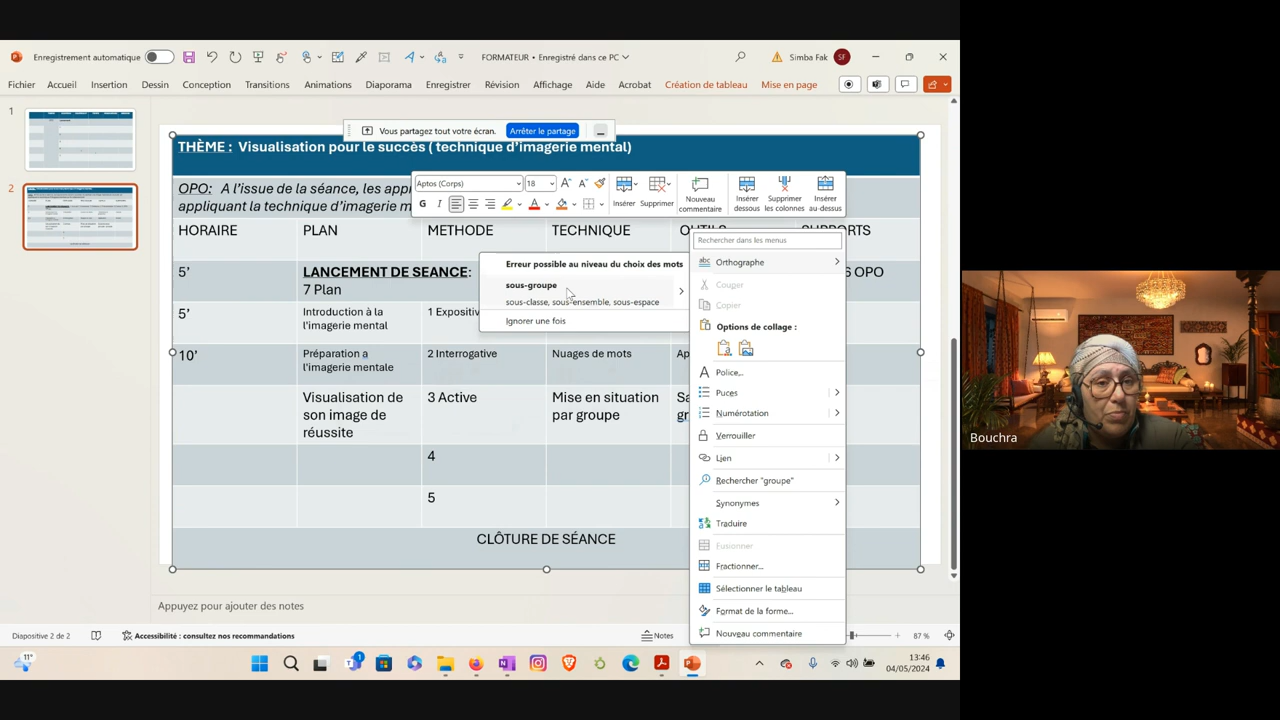 Enregistrement automatique
FORMATEUR • Enregistré dans ce PC
Simba Fak
SF
Fichier Accueil Insertion Dessin Conception Transitions Animations Diaporama Enregistrer Révision Affichage Aide Acrobat Création de tableau Mise en page
1
2
Vous partagez tout votre écran. Arrêter le partage
THÈME : Visualisation pour le succès ( technique d'imagerie mental)
OPO: A l'issue de la séance, les
appliquant la technique d'imagerie
Aptos (Corps) 18
G I
Insérer Supprimer Nouveau commentaire Insérer dessous Supprimer les colonnes Insérer au-dessus
HORAIRE PLAN METHODE TECHNIQUE OUTILS SUPPORTS
5' LANCEMENT DE SEANCE: 6 OPO
7 Plan
5' Introduction à la 1
l'imagerie mental
10' Préparation a 2 Interrogative Nuages de mots
l'imagerie mentale
Visualisation de 3 Active Mise en situation
son image de par groupe
réussite
4
5
CLÔTURE DE SÉANCE
Erreur possible au niveau du choix des mots
sous-groupe
sous-classe, sous-ensemble, sous-espace
Ignorer une fois
Rechercher dans les menus
Orthographe
Couper
Copier
Options de collage :
Police...
Puces
Numérotation
Verrouiller
Lien
Rechercher "groupe"
Synonymes
Traduire
Fusionner
Fractionner...
Sélectionner le tableau
Format de la forme...
Nouveau commentaire
Appuyez pour ajouter des notes
Diapositive 2 de 2 Accessibilité : consultez nos recommandations Notes 87 %
11°
1
13:46
04/05/2024
Bouchra